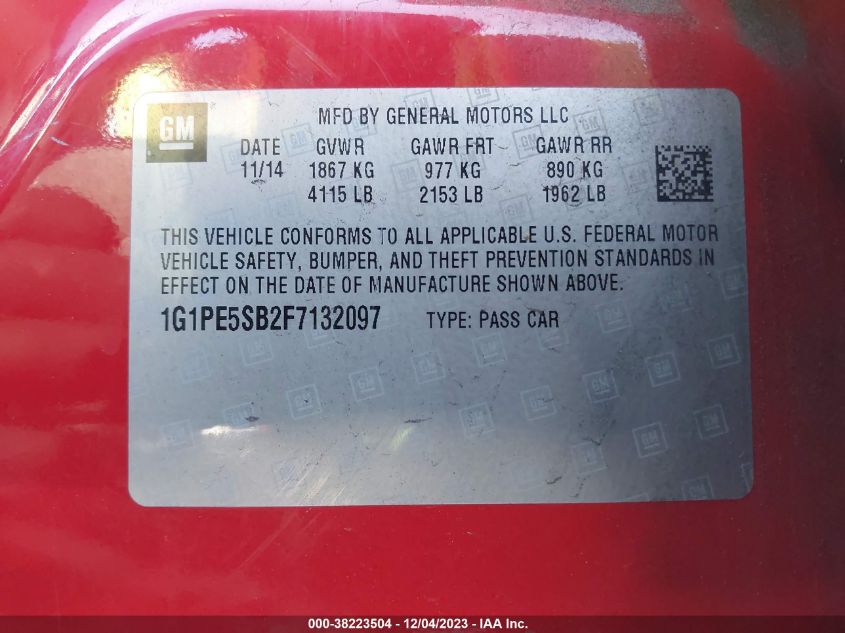 GM
MFD BY GENERAL MOTORS LLC
DATE GVWR GAWR FRT GAWR RR
11/14 1867 KG 977 KG 890 KG
4115 LB 2153 LB 1962 LB
THIS VEHICLE CONFORMS TO ALL APPLICABLE U.S. FEDERAL MOTOR
VEHICLE SAFETY, BUMPER, AND THEFT PREVENTION STANDARDS IN
EFFECT ON THE DATE OF MANUFACTURE SHOWN ABOVE.
1G1PE5SB2F7132097 TYPE: PASS CAR
000-38223504 - 12/04/2023 - IAA Inc.